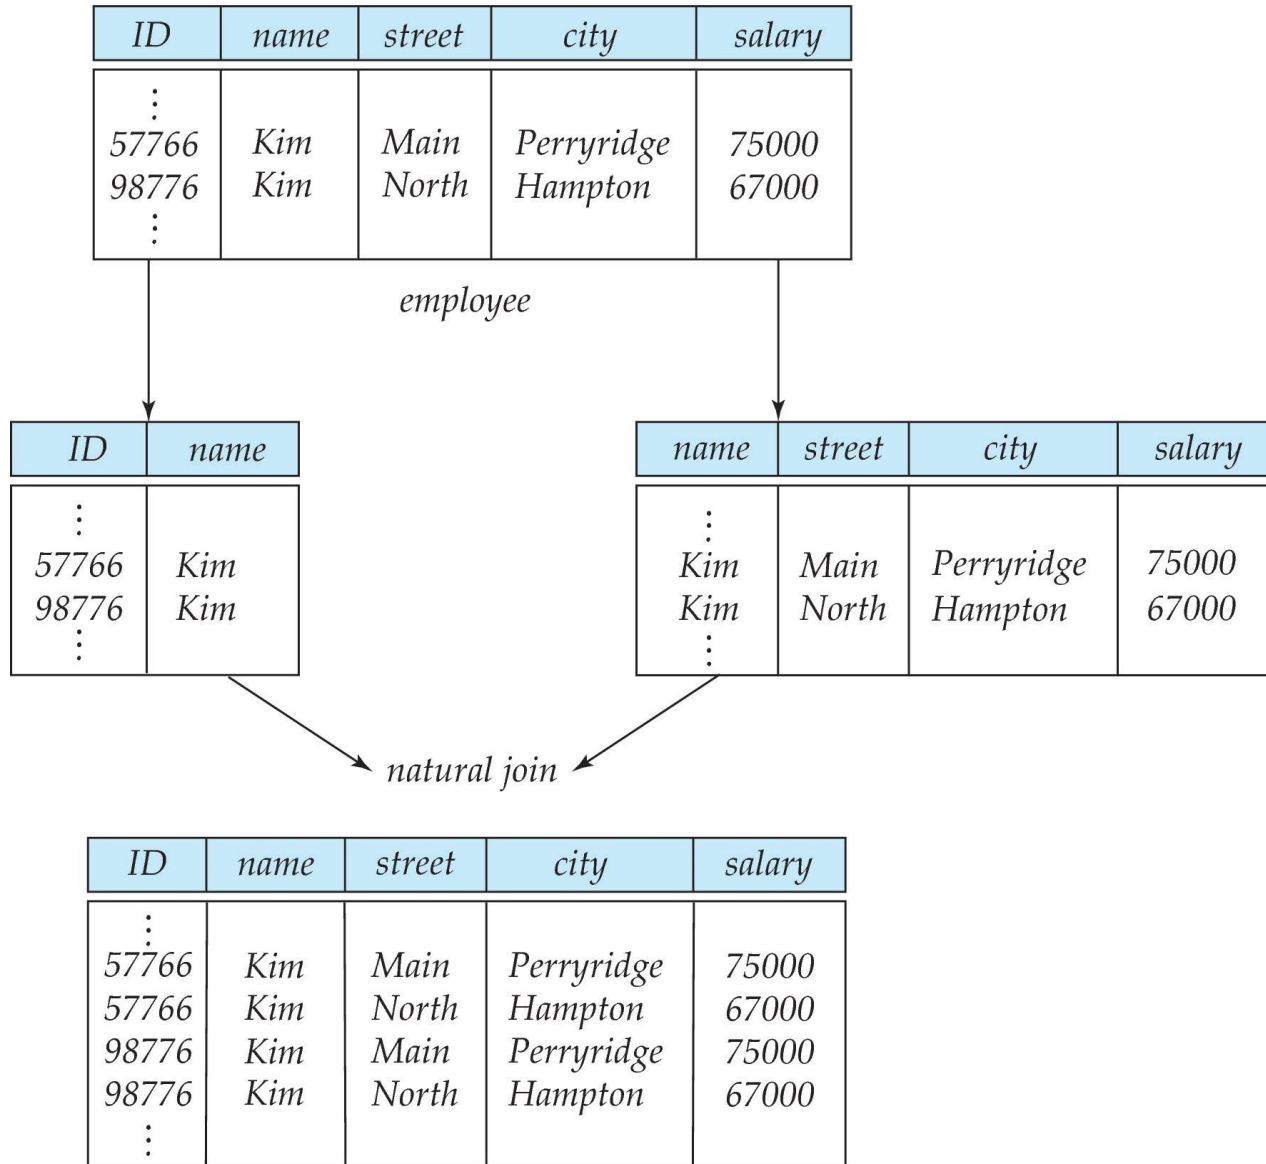 ID name street city salary
⋮
57766 Kim Main Perryridge 75000
98776 Kim North Hampton 67000
⋮
employee
ID name
⋮
57766 Kim
98776 Kim
⋮
name street city salary
⋮
Kim Main Perryridge 75000
Kim North Hampton 67000
⋮
natural join
ID name street city salary
⋮
57766 Kim Main Perryridge 75000
57766 Kim North Hampton 67000
98776 Kim Main Perryridge 75000
98776 Kim North Hampton 67000
⋮